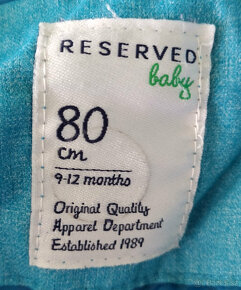 RESERVED
baby
80
cm
9-12 months
Original Quality
Apparel Department
Established 1989